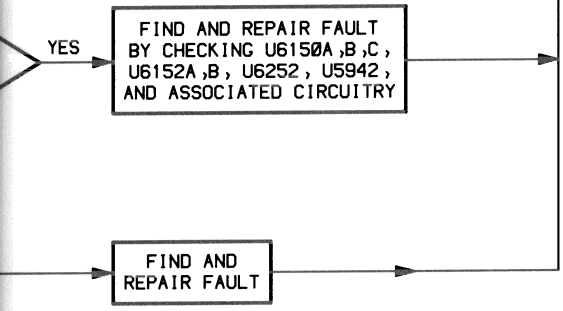 YES
FIND AND REPAIR FAULT
BY CHECKING U6150A,B,C,
U6152A,B, U6252, U5942,
AND ASSOCIATED CIRCUITRY
FIND AND
REPAIR FAULT